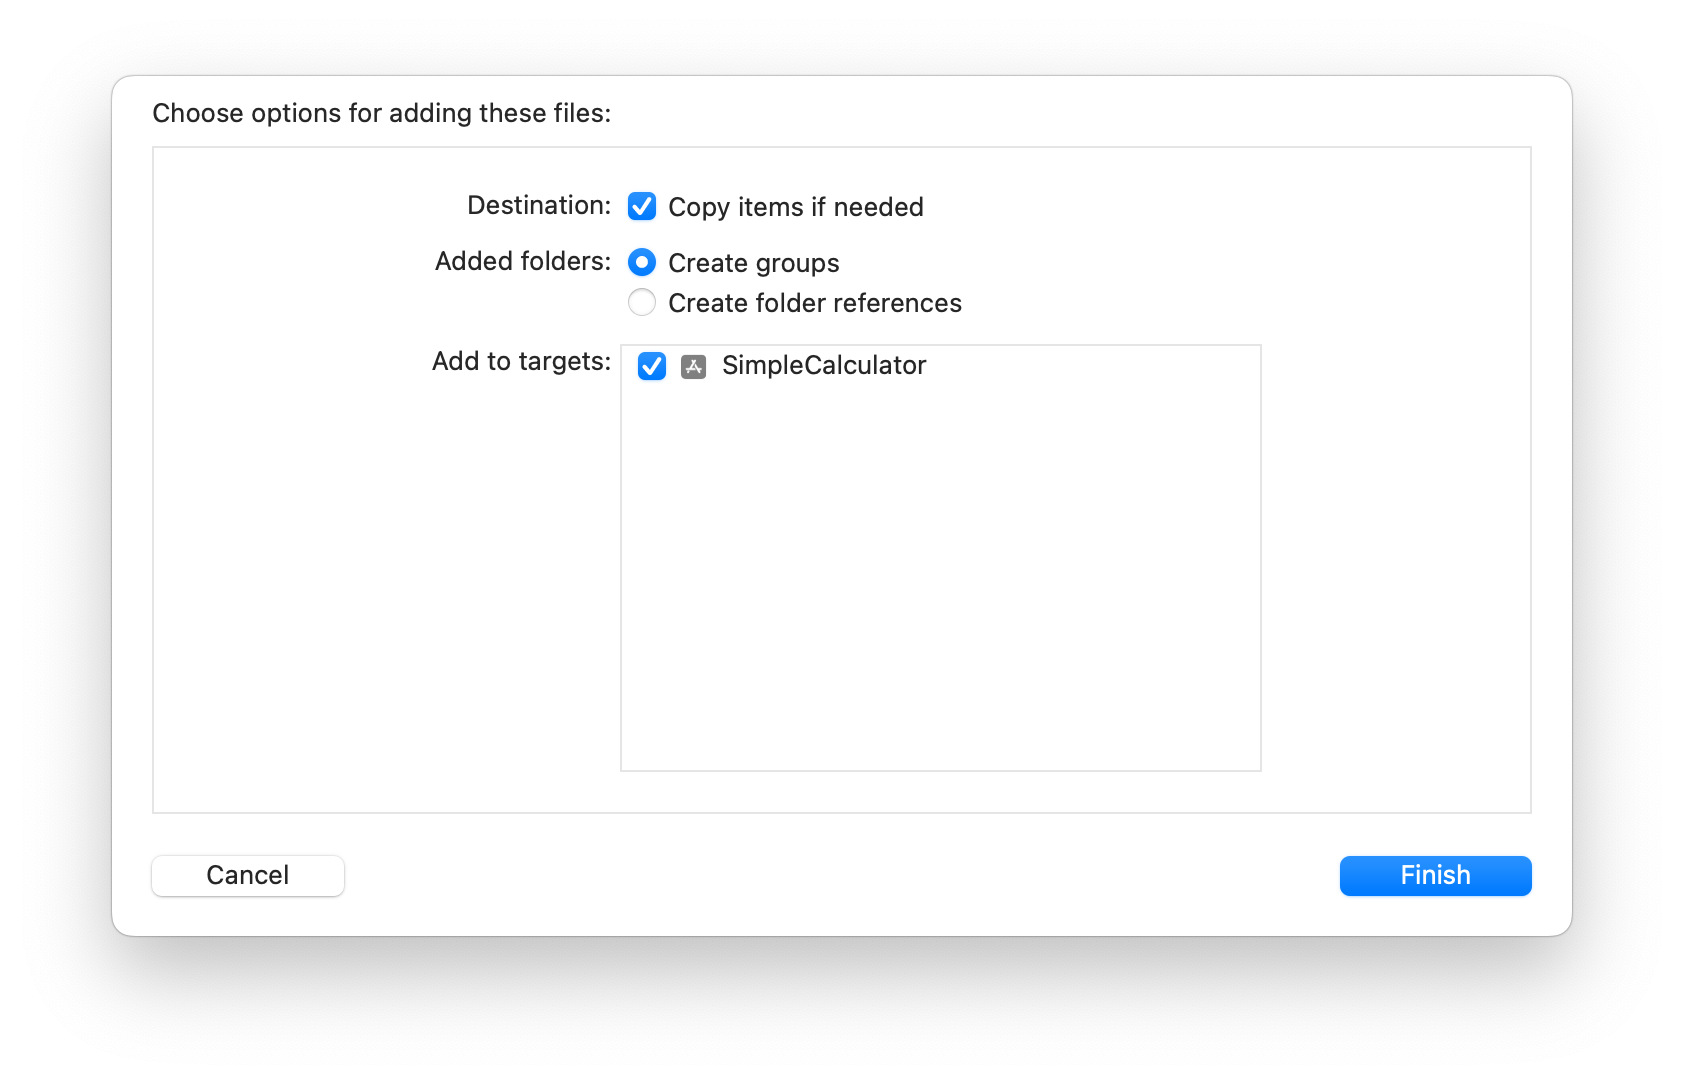 Choose options for adding these files:
Destination: Copy items if needed
Added folders: Create groups
Create folder references
Add to targets: SimpleCalculator
Cancel Finish